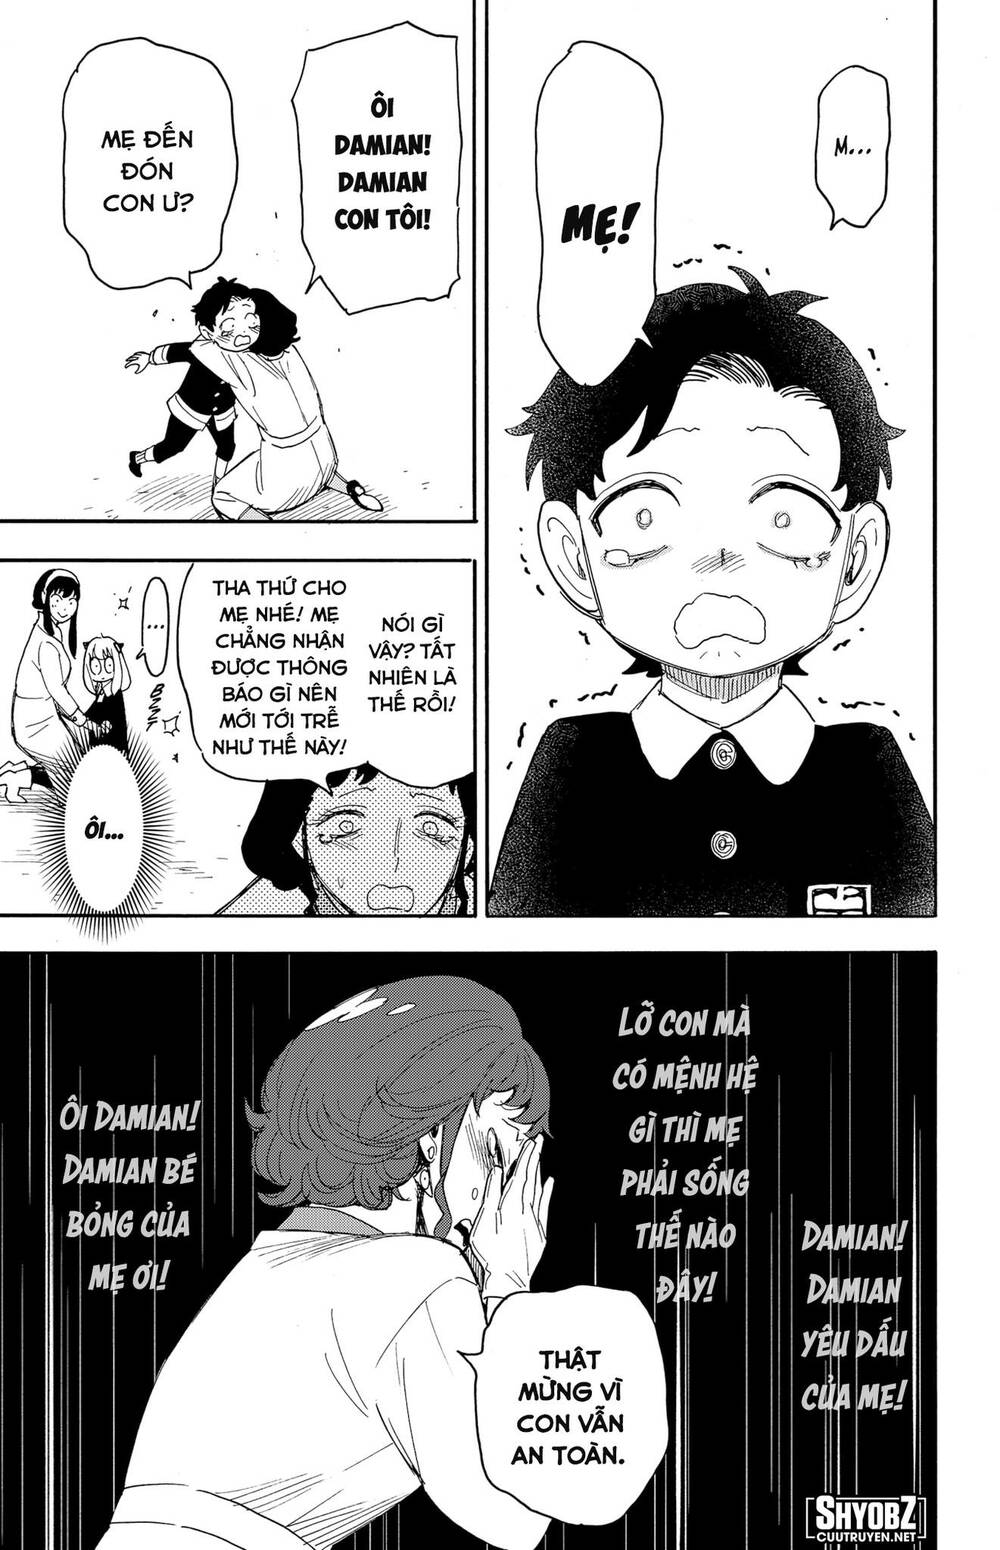 M...
MẸ!
ÔI
DAMIAN!
DAMIAN
CON TÔI!
MẸ ĐẾN
ĐÓN
CON Ư?
NÓI GÌ
VẬY? TẤT
NHIÊN LÀ
THẾ RỒI!
THA THỨ CHO
MẸ NHÉ! MẸ
CHẲNG NHẬN
ĐƯỢC THÔNG
BÁO GÌ NÊN
MỚI TỚI TRỄ
NHƯ THẾ NÀY!
...
ÔI...
DAMIAN!
DAMIAN
YÊU DẤU
CỦA MẸ!
LỠ CON MÀ
CÓ MỆNH HỆ
GÌ THÌ MẸ
PHẢI SỐNG
THẾ NÀO
ĐÂY!
THẬT
MỪNG VÌ
CON VẪN
AN TOÀN.
ÔI DAMIAN!
DAMIAN BÉ
BỎNG CỦA
MẸ ƠI!
SHYOBZ
CUUTRUYEN.NET